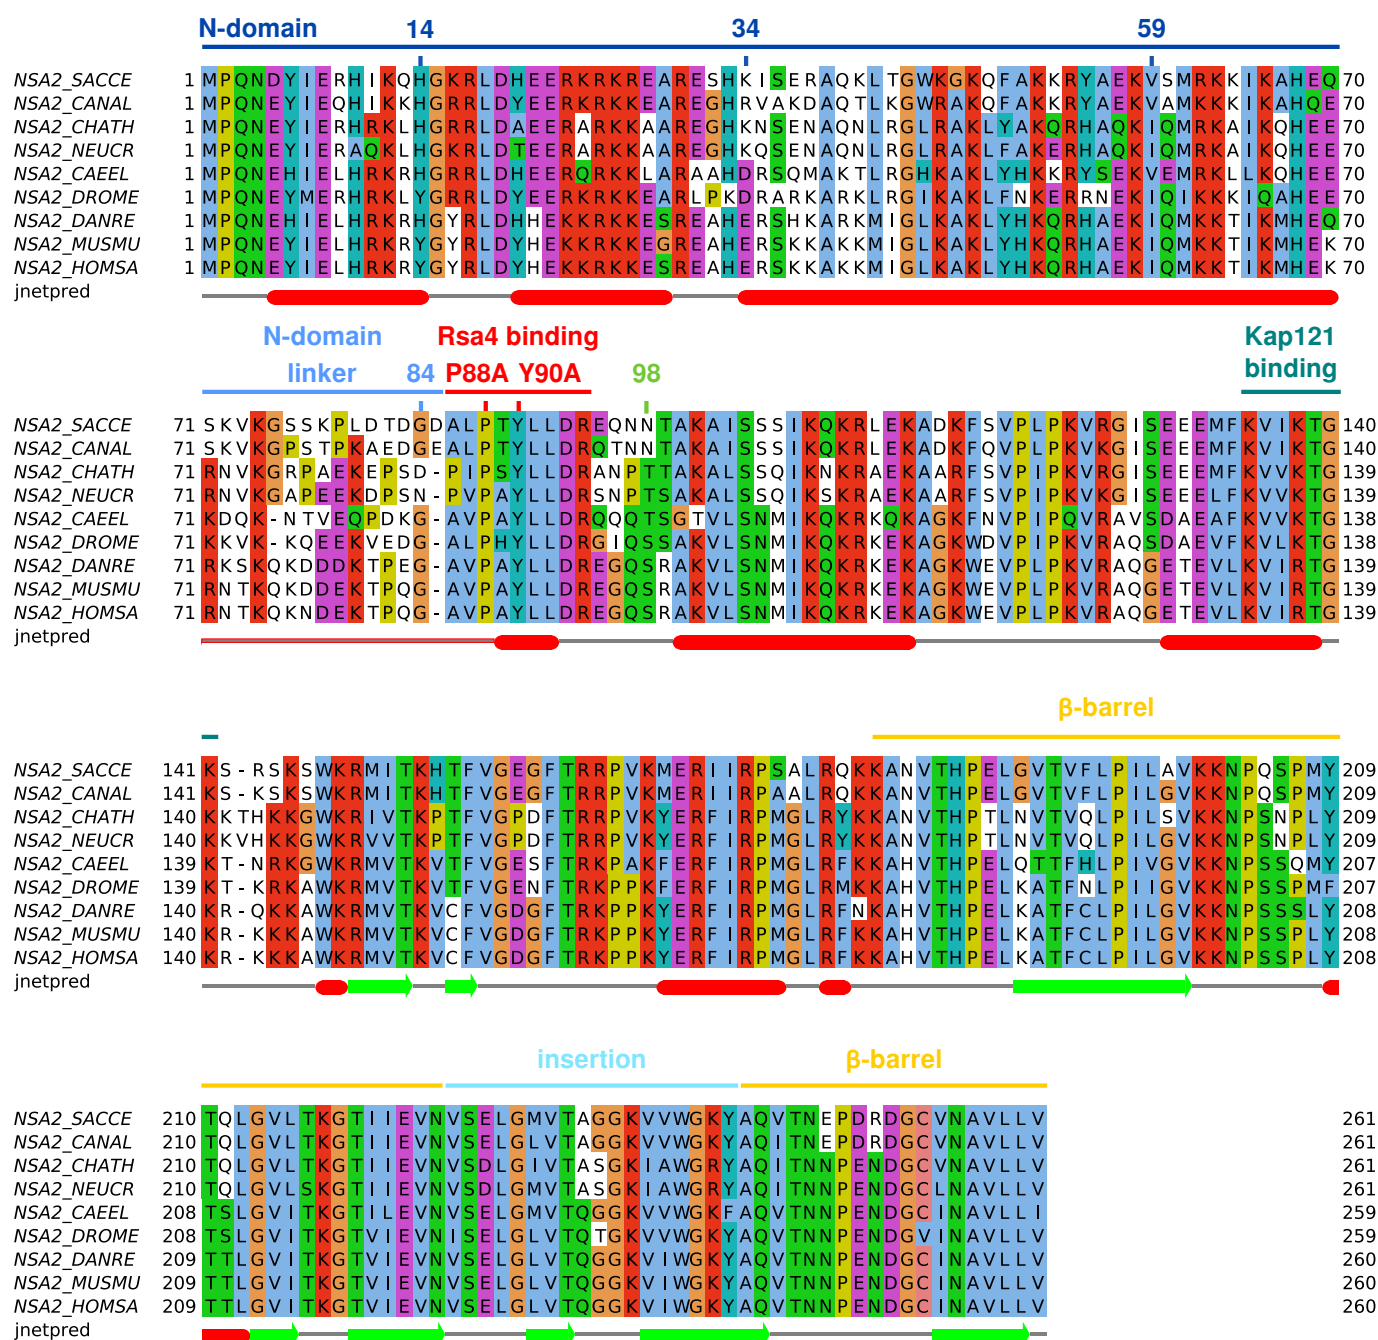 N-domain 14 34 59
NSA2_SACCE 1 MPQNDYIERHIKQHGKRLDHEERKRKREARESHKISERAQKLTGWKGKQFAKKRYAEKVSMRKKIKAHEQ 70
NSA2_CANAL 1 MPQNEYIEQHIKKHGRRLDYEERKRKKEAREGHRVAKDAQTLKGWRAKQFAKKRYAEKVAMKKKIKAHQE 70
NSA2_CHATH 1 MPQNEYIERHRKLHGRRLDAEERARKKAAREGHKNSENAQNLRGLRAKLYAKQRHAQKIQMRKAIKQHEE 70
NSA2_NEUCR 1 MPQNEYIERAQKLHGRRLDTEERARKKAAREGHKQSENAQNLRGLRAKLFAKERHAQKIQMRKAIKQHEE 70
NSA2_CAEEL 1 MPQNEHIELHRKRHGRRLDHEERQRKKLARAAHDRSQMAKTLRGHKAKLYHKKRYSEKVEMRKLLKQHEE 70
NSA2_DROME 1 MPQNEYMERHRKLYGRRLDYEERKRKKEARLPKDRARKARKLRGIKAKLFNKERRNEKIQIKKKIQAHEE 70
NSA2_DANRE 1 MPQNEHIELHRKRHGYRLDHHEKKRKKESREAHERSHKARKMIGLKAKLYHKQRHAEKIQMKKTIKMHEQ 70
NSA2_MUSMU 1 MPQNEYIELHRKRYGYRLDYHEKKRKKEGREAHERSKKAKKMIGLKAKLYHKQRHAEKIQMKKTIKMHEK 70
NSA2_HOMSA 1 MPQNEYIELHRKRYGYRLDYHEKKRKKESREAHERSKKAKKMIGLKAKLYHKQRHAEKIQMKKTIKMHEK 70
jnetpred
N-domain Rsa4 binding Kap121
linker 84 P88A Y90A 98 binding
NSA2_SACCE 71 SKVKGSSKPLDTDGDALPTYLLDREQNNTAKAISSSIKQKRLEKADKFSVPLPKVRGISEEEMFKVIKTG 140
NSA2_CANAL 71 SKVKGPSTPKAEDGEALPTYLLDRQTNNTAKAISSSIKQKRLEKADKFSVPLPKVRGISEEEMFKVIKTG 140
NSA2_CHATH 71 RNVKGRPAEKEPSD-PIPSYLLDRANPTTAKALSSQIKNKRAEKAARFSVPIPKVRGISEEEMFKVVKTG 139
NSA2_NEUCR 71 RNVKGAPEEKDPSN-PVPAYLLDRSNPTSAKALSSQIKSKRAEKAARFSVPIPKVKGISEEELFKVVKTG 139
NSA2_CAEEL 71 KDQK-NTVEQPDKG-AVPAYLLDRQQQTSGTVLSNMIKQKRKQKAGKFNVPIPQVRAVSDAEAFKVVKTG 138
NSA2_DROME 71 KKVK-KQEEKVEDG-ALPHYLLDRGIQSSAKVLSNMIKQKRKEKAGKWDVPIPKVRAQSDAEVFKVLKTG 138
NSA2_DANRE 71 RKSKQKDDDKTPEG-AVPAYLLDREGQSRAKVLSNMIKQKRKEKAGKWEVPLPKVRAQGETEVLKVIRTG 139
NSA2_MUSMU 71 RNTKQKDDEKTPQG-AVPAYLLDREGQSRAKVLSNMIKQKRKEKAGKWEVPLPKVRAQGETEVLKVIRTG 139
NSA2_HOMSA 71 RNTKQKNDEKTPQG-AVPAYLLDREGQSRAKVLSNMIKQKRKEKAGKWEVPLPKVRAQGETEVLKVIRTG 139
jnetpred
β-barrel
NSA2_SACCE 141 KS-RSKSWKRMITKHTFVGEGFTRRPVKMERIIRPSALRQKKANVTHPELGVTVFLPILAVKKNPQSPMY 209
NSA2_CANAL 141 KS-KSKSWKRMITKHTFVGEGFTRRPVKMERIIRPAALRQKKANVTHPELGVTVFLPILGVKKNPQSPMY 209
NSA2_CHATH 140 KKTHKKGWKRIVTKPTFVGPDFTRRPVKYERFIRPMGLRYKKANVTHPTLNVTVQLPILSVKKNPSNPLY 209
NSA2_NEUCR 140 KKVHKKGWKRIVTKPTFVGPDFTRRPVKYERFIRPMGLRYKKANVTHPTLNVTVQLPILGVKKNPSNPLY 209
NSA2_CAEEL 139 KT-NRKGWKRMVTKVTFVGESFTRRPAKFERFIRPMGLRFKKAHVTHPELQTTFHLPIVGVKKNPSSQMY 207
NSA2_DROME 139 KT-KRKAWKRMVTKVTFVGENFTRKPPKFERFIRPMGLRMKKAHVTHPELKATFNLPIIGVKKNPSSPMF 207
NSA2_DANRE 140 KR-QKKAWKRMVTKVCFVGDGFTRKPPKYERFIRPMGLRFNKAHVTHPELKATFCLPILGVKKNPSSSLY 208
NSA2_MUSMU 140 KR-KKKAWKRMVTKVCFVGDGFTRKPPKYERFIRPMGLRFKKAHVTHPELKATFCLPILGVKKNPSSPLY 208
NSA2_HOMSA 140 KR-KKKAWKRMVTKVCFVGDGFTRKPPKYERFIRPMGLRFKKAHVTHPELKATFCLPILGVKKNPSSPLY 208
jnetpred
insertion β-barrel
NSA2_SACCE 210 TQLGVLTKGTIIEVNVSELGMVTAGGKVVWGKYAQVTNEPDRDGCVNAVLLV 261
NSA2_CANAL 210 TQLGVLTKGTIIEVNVSELGLVTAGGKVVWGKYAQITNEPDRDGCVNAVLLV 261
NSA2_CHATH 210 TQLGVLTKGTIIEVNVSDLGIVTASGKIAWGRYAQITNNPENDGCVNAVLLV 261
NSA2_NEUCR 210 TQLGVLSKGTIIEVNVSDLGMVTASGKIAWGRYAQITNNPENDGCLNAVLLV 261
NSA2_CAEEL 208 TSLGVITKGTILEVNVSELGMVTQGGKVVWGKFAQVTNNPENDGCINAVLLI 259
NSA2_DROME 208 TSLGVITKGTVIEVNISELGLVTQTGKVVWGKYAQVTNNPENDGVINAVLLV 259
NSA2_DANRE 209 TTLGVITKGTVIEVNVSELGLVTQGGKVIWGKYAQVTNNPENDGCINAVLLV 260
NSA2_MUSMU 209 TTLGVITKGTVIEVNVSELGLVTQGGKVIWGKYAQVTNNPENDGCINAVLLV 260
NSA2_HOMSA 209 TTLGVITKGTVIEVNVSELGLVTQGGKVIWGKYAQVTNNPENDGCINAVLLV 260
jnetpred